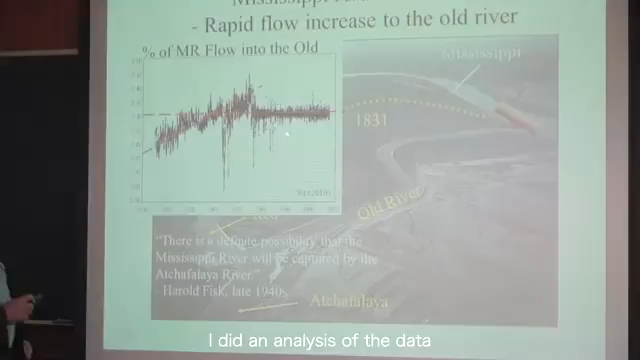 - Rapid flow increase to the old river
% of MR Flow into the Old
Mississippi
1831
Old River
"There is a definite possibility that the
Mississippi River will be captured by the
Atchafalaya River."
- Harold Fisk, late 1940s
Atchafalaya
I did an analysis of the data